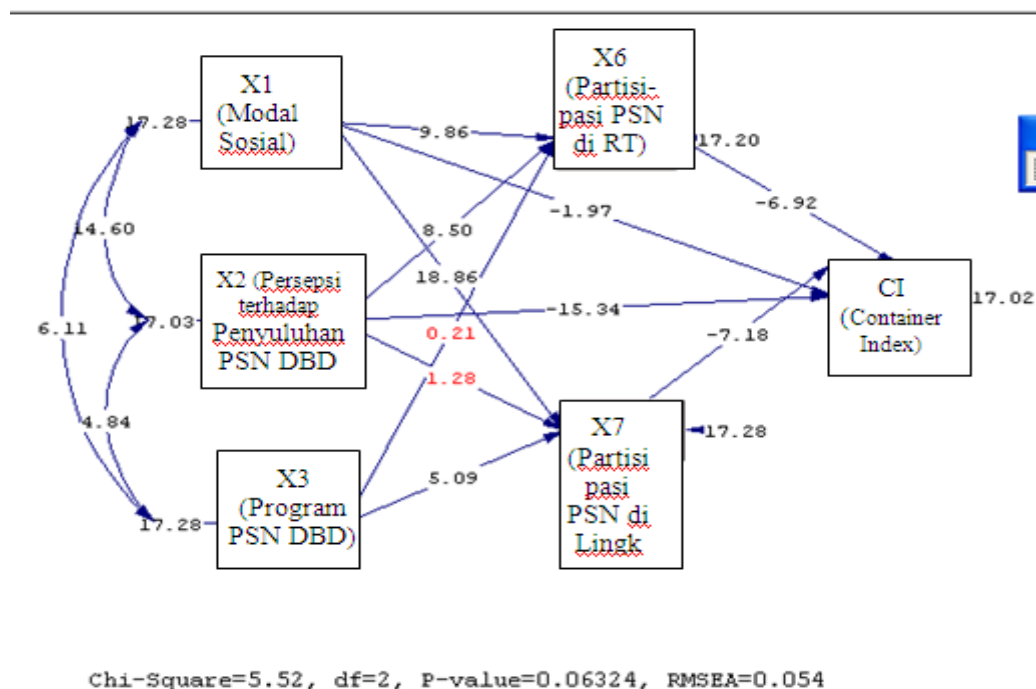 X1
(Modal
Sosial)
X6
(Partisi-
pasi PSN
di RT)
17.28
9.86
17.20
-6.92
-1.97
14.60
8.50
18.86
X2 (Persepsi
terhadap
Penyuluhan
PSN DBD
17.03
-15.34
CI
(Container
Index)
17.02
6.11
0.21
-7.18
1.28
4.84
X7
(Partisi
pasi
PSN di
Lingk
17.28
X3
(Program
PSN DBD)
5.09
17.28
Chi-Square=5.52, df=2, P-value=0.06324, RMSEA=0.054